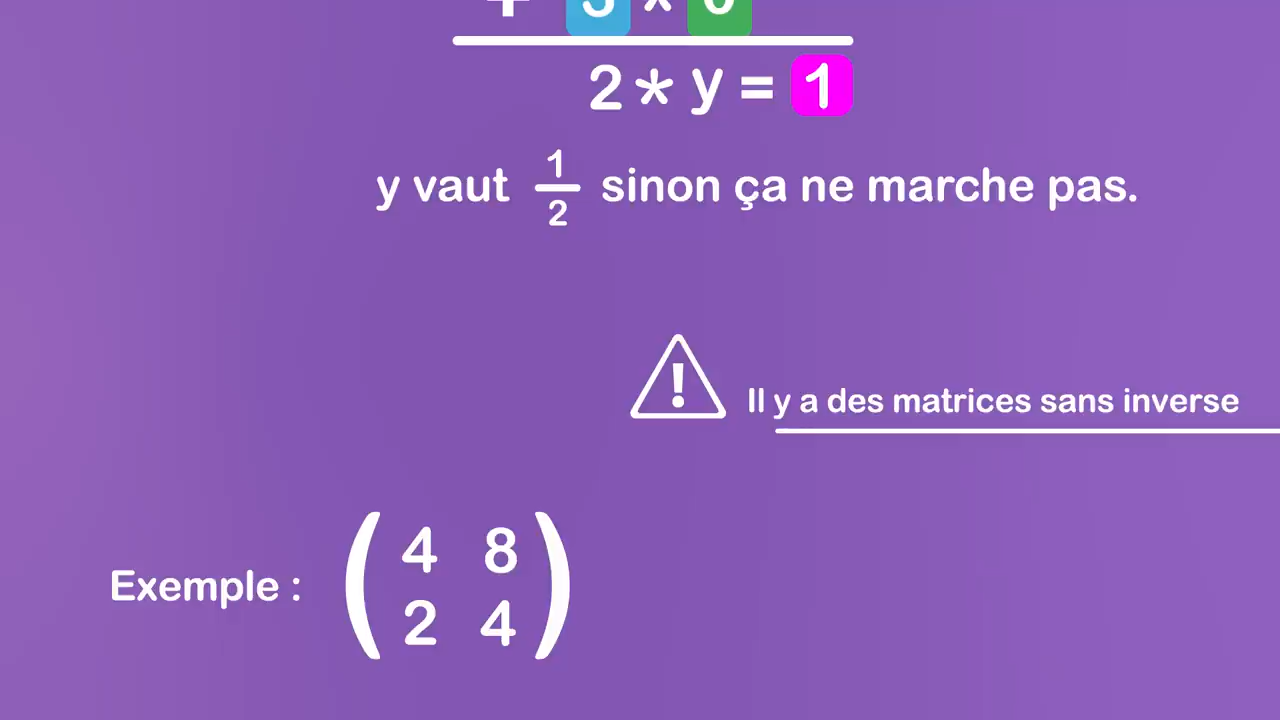 2 * y = 1
y vaut 1/2 sinon ça ne marche pas.
Il y a des matrices sans inverse
Exemple :
4 8
2 4